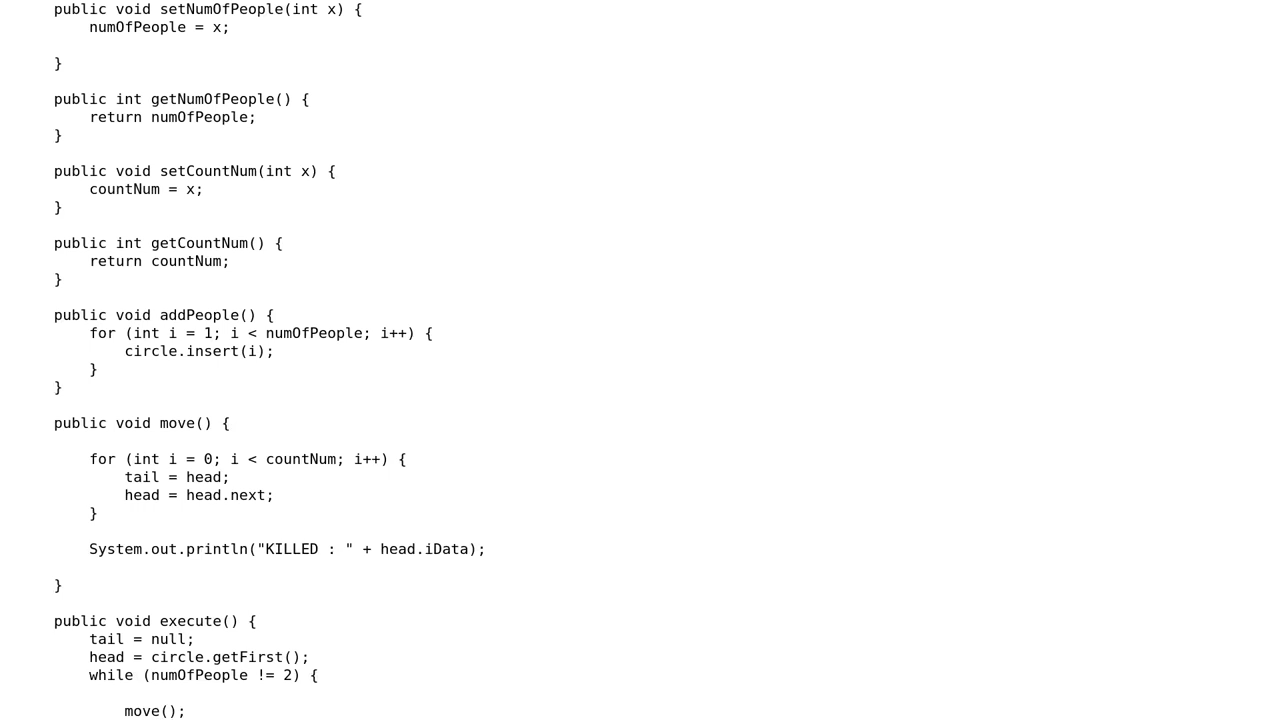 public void setNumOfPeople(int x) {
numOfPeople = x;
}
public int getNumOfPeople() {
return numOfPeople;
}
public void setCountNum(int x) {
countNum = x;
}
public int getCountNum() {
return countNum;
}
public void addPeople() {
for (int i = 1; i < numOfPeople; i++) {
circle.insert(i);
}
}
public void move() {
for (int i = 0; i < countNum; i++) {
tail = head;
head = head.next;
}
System.out.println("KILLED : " + head.iData);
}
public void execute() {
tail = null;
head = circle.getFirst();
while (numOfPeople != 2) {
move();